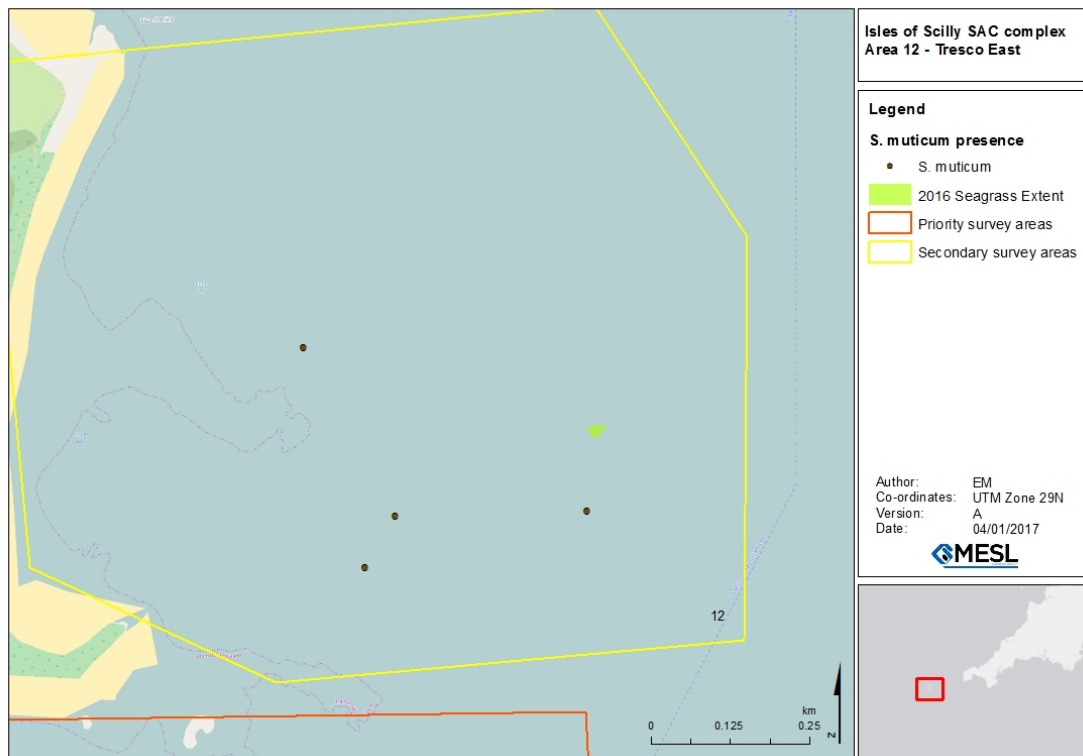 Isles of Scilly SAC complex
Area 12 - Tresco East
Legend
S. muticum presence
S. muticum
2016 Seagrass Extent
Priority survey areas
Secondary survey areas
Author: EM
Co-ordinates: UTM Zone 29N
Version: A
Date: 04/01/2017
MESL
12
km
0 0.125 0.25
N